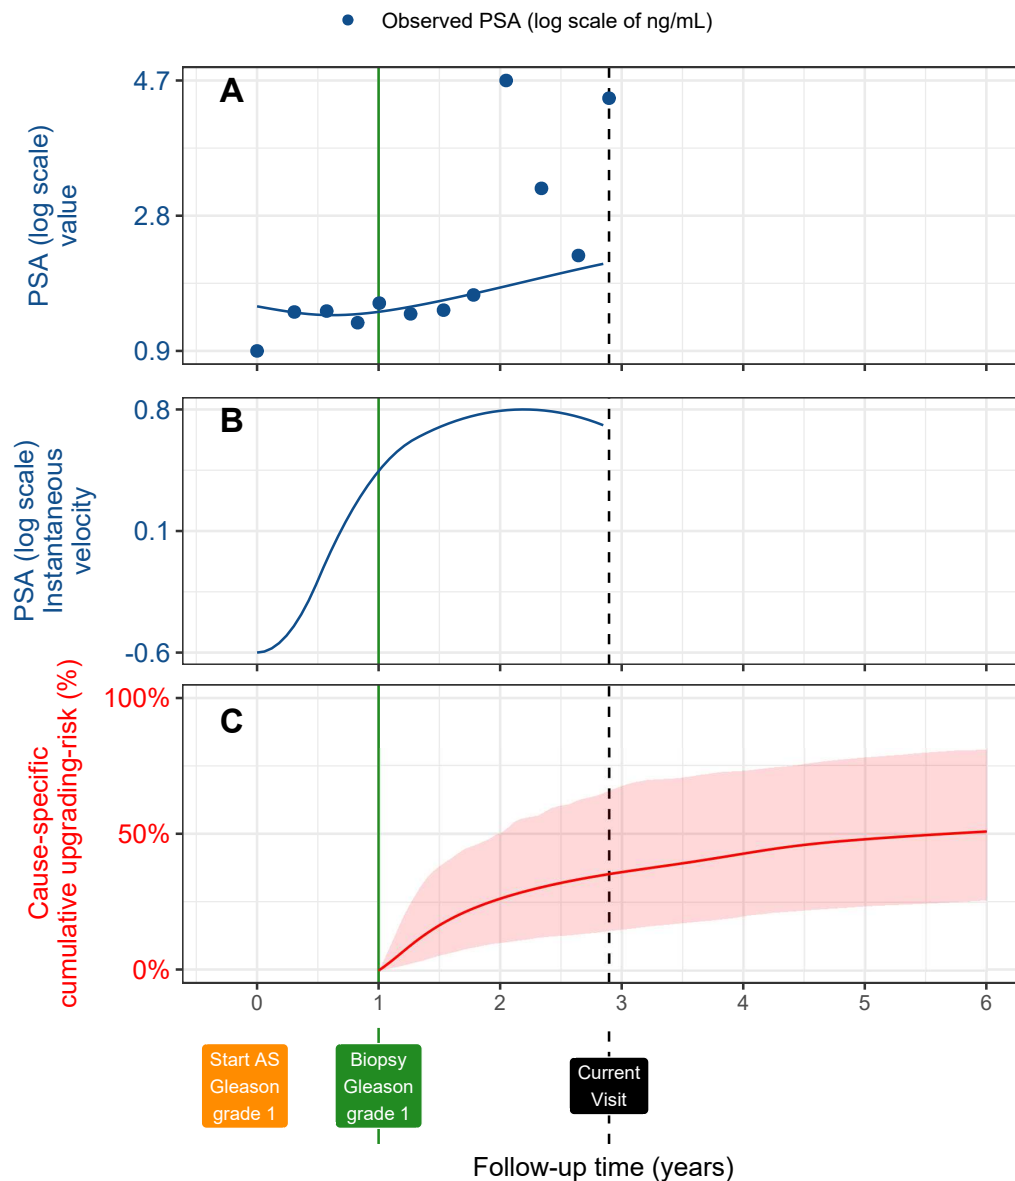 Observed PSA (log scale of ng/mL)
A
PSA (log scale)
value
4.7
2.8
0.9
B
PSA (log scale)
Instantaneous
velocity
0.8
0.1
-0.6
C
Cause-specific
cumulative upgrading-risk (%)
100%
50%
0%
0 1 2 3 4 5 6
Start AS
Gleason
grade 1
Biopsy
Gleason
grade 1
Current
Visit
Follow-up time (years)